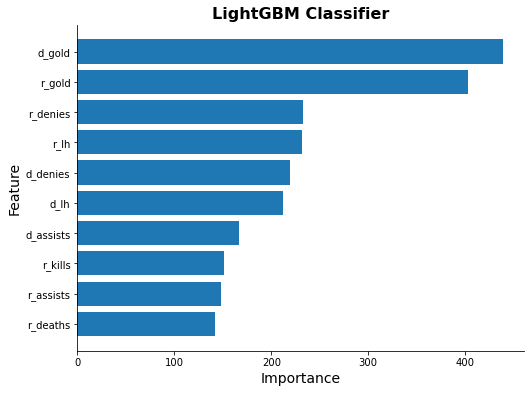 LightGBM Classifier
Feature
d_gold
r_gold
r_denies
r_lh
d_denies
d_lh
d_assists
r_kills
r_assists
r_deaths
0 100 200 300 400
Importance